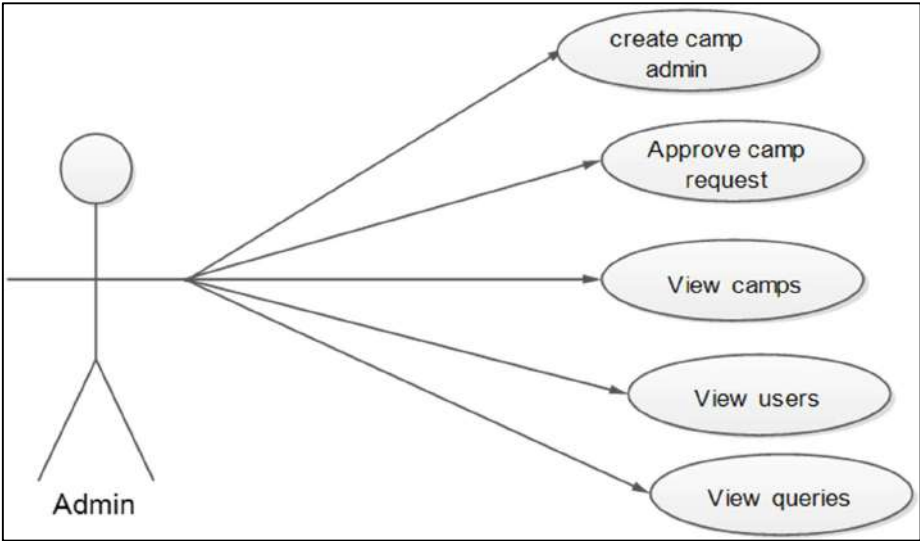 create camp
admin
Approve camp
request
View camps
View users
View queries
Admin